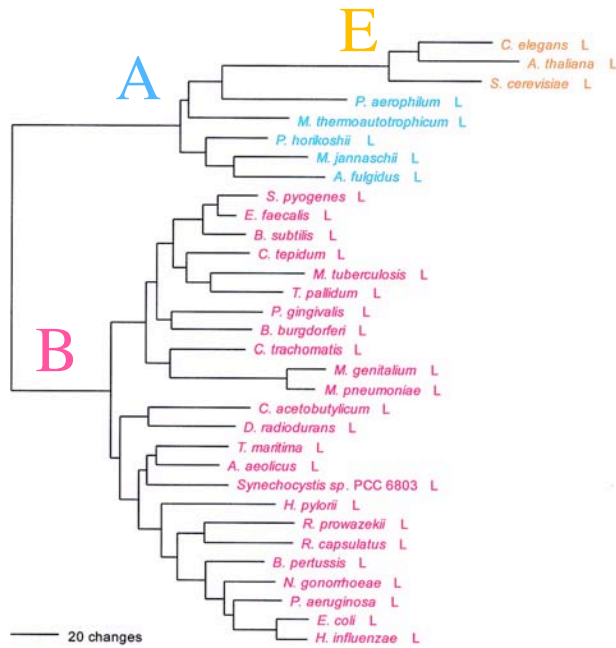 E
C. elegans L
A
A. thaliana L
S. cerevisiae L
P. aerophilum L
M. thermoautotrophicum L
P. horikoshii L
M. jannaschii L
A. fulgidus L
S. pyogenes L
E. faecalis L
B. subtilis L
C. tepidum L
M. tuberculosis L
T. pallidum L
P. gingivalis L
B. burgdorferi L
B
C. trachomatis L
M. genitalium L
M. pneumoniae L
C. acetobutylicum L
D. radiodurans L
T. maritima L
A. aeolicus L
Synechocystis sp. PCC 6803 L
H. pylorii L
R. prowazekii L
R. capsulatus L
B. pertussis L
N. gonorrhoeae L
P. aeruginosa L
E. coli L
H. influenzae L
20 changes